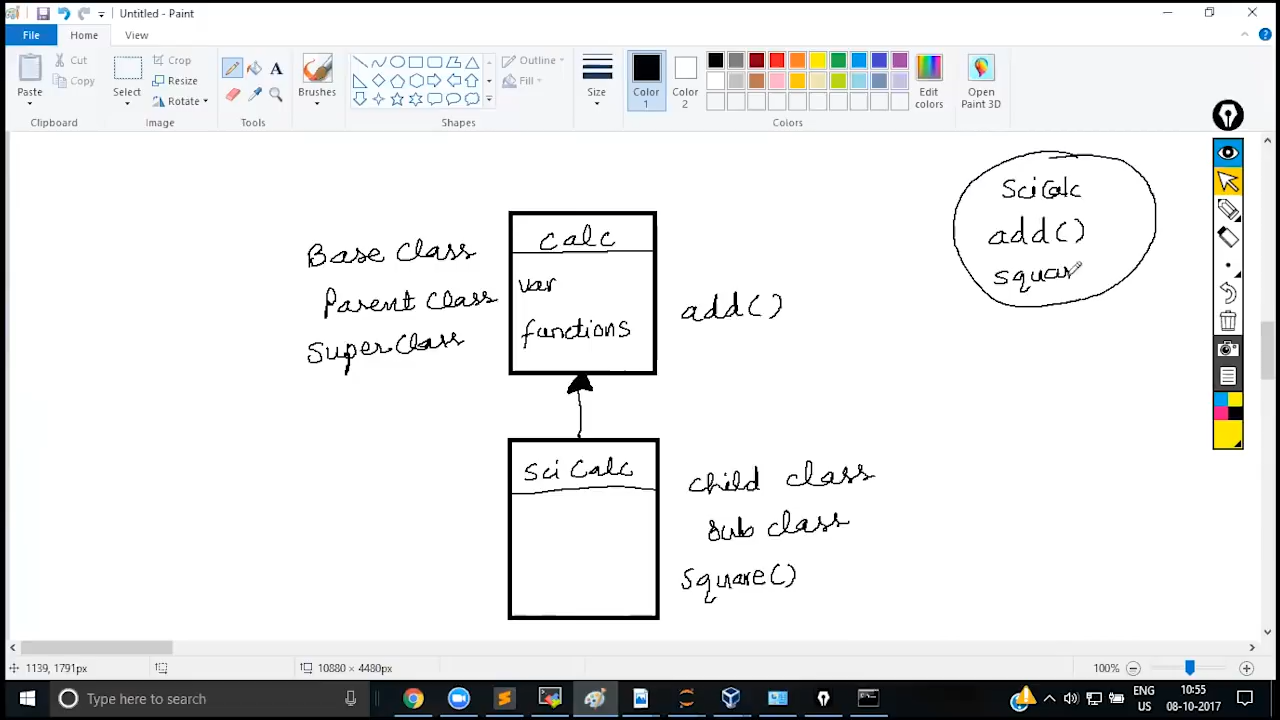 Untitled - Paint
File Home View
Paste
Cut
Copy
Clipboard
Select
Crop
Resize
Rotate
Image
Tools
Brushes
Shapes
Outline
Fill
Size
Color 1
Color 2
Colors
Edit colors
Open Paint 3D
SciCalc
add()
squar
Calc
Base Class
var
Parent Class
functions
add()
Super Class
Sci Calc
child class
sub class
square()
1139, 1791px
10880 × 4480px
100%
Type here to search
ENG
US
10:55
08-10-2017